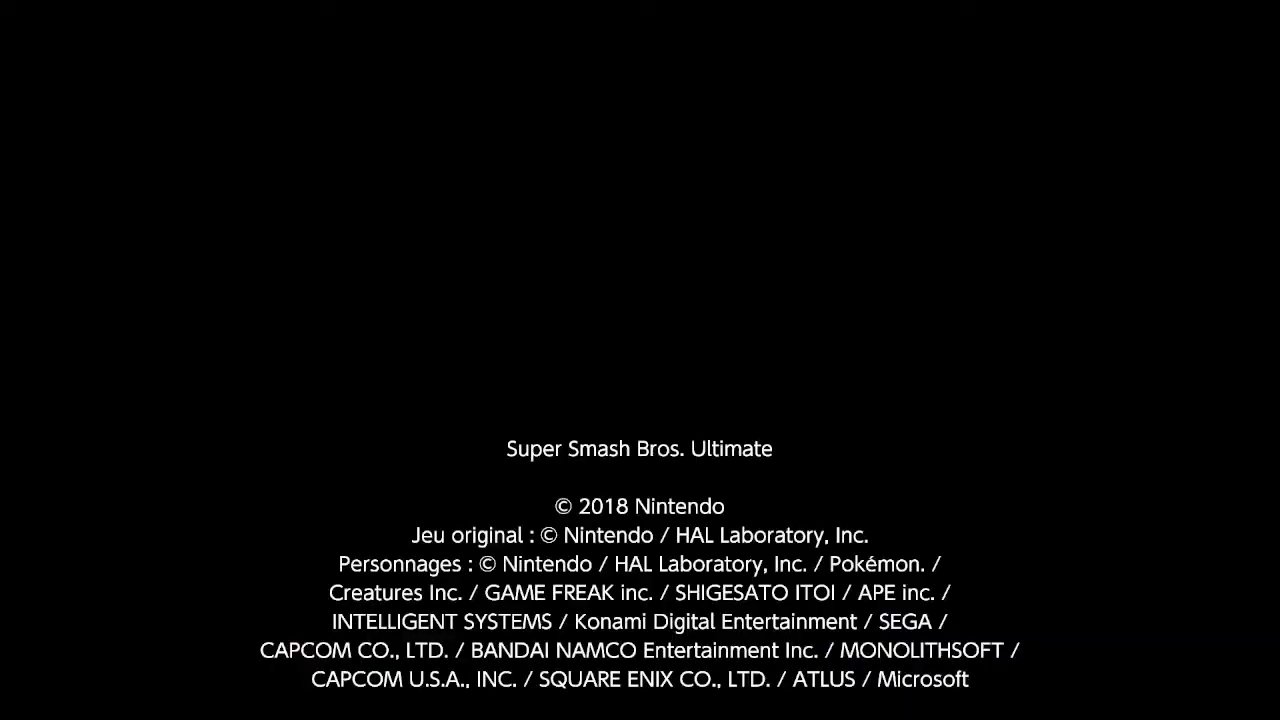 Super Smash Bros. Ultimate
© 2018 Nintendo
Jeu original : © Nintendo / HAL Laboratory, Inc.
Personnages : © Nintendo / HAL Laboratory, Inc. / Pokémon. /
Creatures Inc. / GAME FREAK inc. / SHIGESATO ITOI / APE inc. /
INTELLIGENT SYSTEMS / Konami Digital Entertainment / SEGA /
CAPCOM CO., LTD. / BANDAI NAMCO Entertainment Inc. / MONOLITHSOFT /
CAPCOM U.S.A., INC. / SQUARE ENIX CO., LTD. / ATLUS / Microsoft